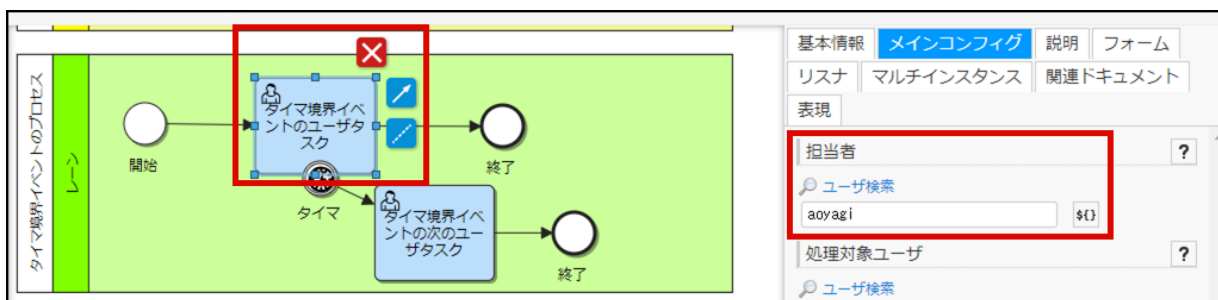 タイマ境界イベントのプロセス
レーン
開始
タイマ境界イベ
ントのユーザタ
スク
終了
タイマ
タイマ境界イベ
ントの次のユー
ザタスク
終了
基本情報 メインコンフィグ 説明 フォーム
リスナ マルチインスタンス 関連ドキュメント
表現
担当者 ?
ユーザ検索
aoyagi ${}
処理対象ユーザ ?
ユーザ検索